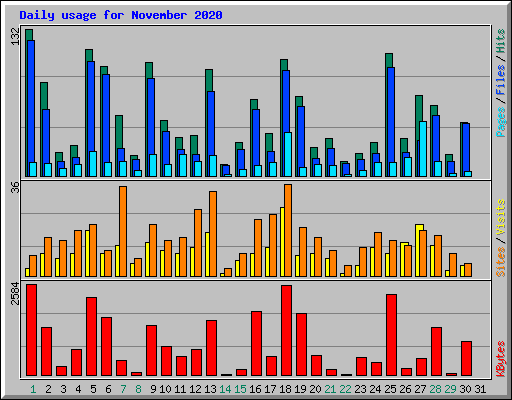 Daily usage for November 2020
132
Pages / Files / Hits
36
Sites / Visits
2584
KBytes
1 2 3 4 5 6 7 8 9 10 11 12 13 14 15 16 17 18 19 20 21 22 23 24 25 26 27 28 29 30 31